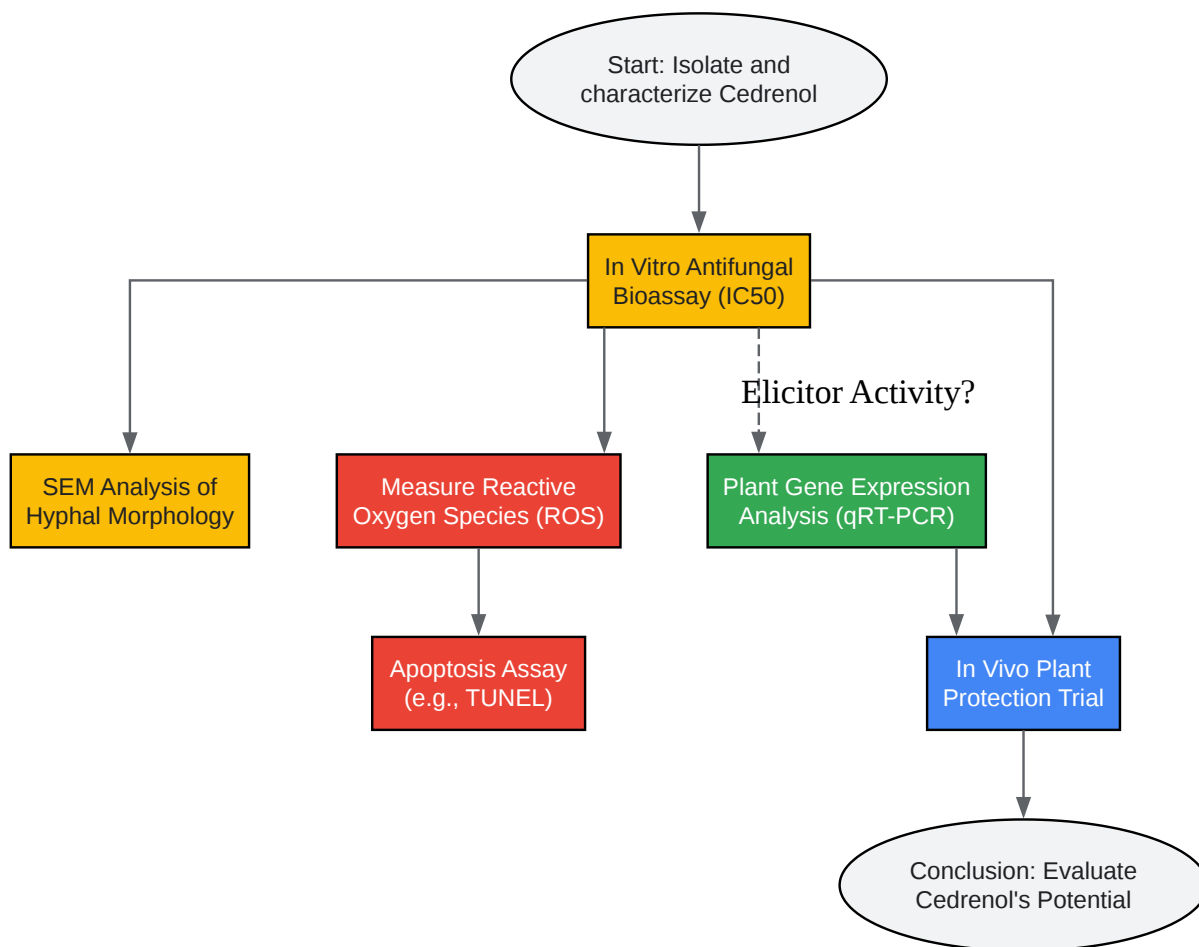 Start: Isolate and
characterize Cedrenol
In Vitro Antifungal
Bioassay (IC50)
Elicitor Activity?
SEM Analysis of
Hyphal Morphology
Measure Reactive
Oxygen Species (ROS)
Plant Gene Expression
Analysis (qRT-PCR)
Apoptosis Assay
(e.g., TUNEL)
In Vivo Plant
Protection Trial
Conclusion: Evaluate
Cedrenol's Potential